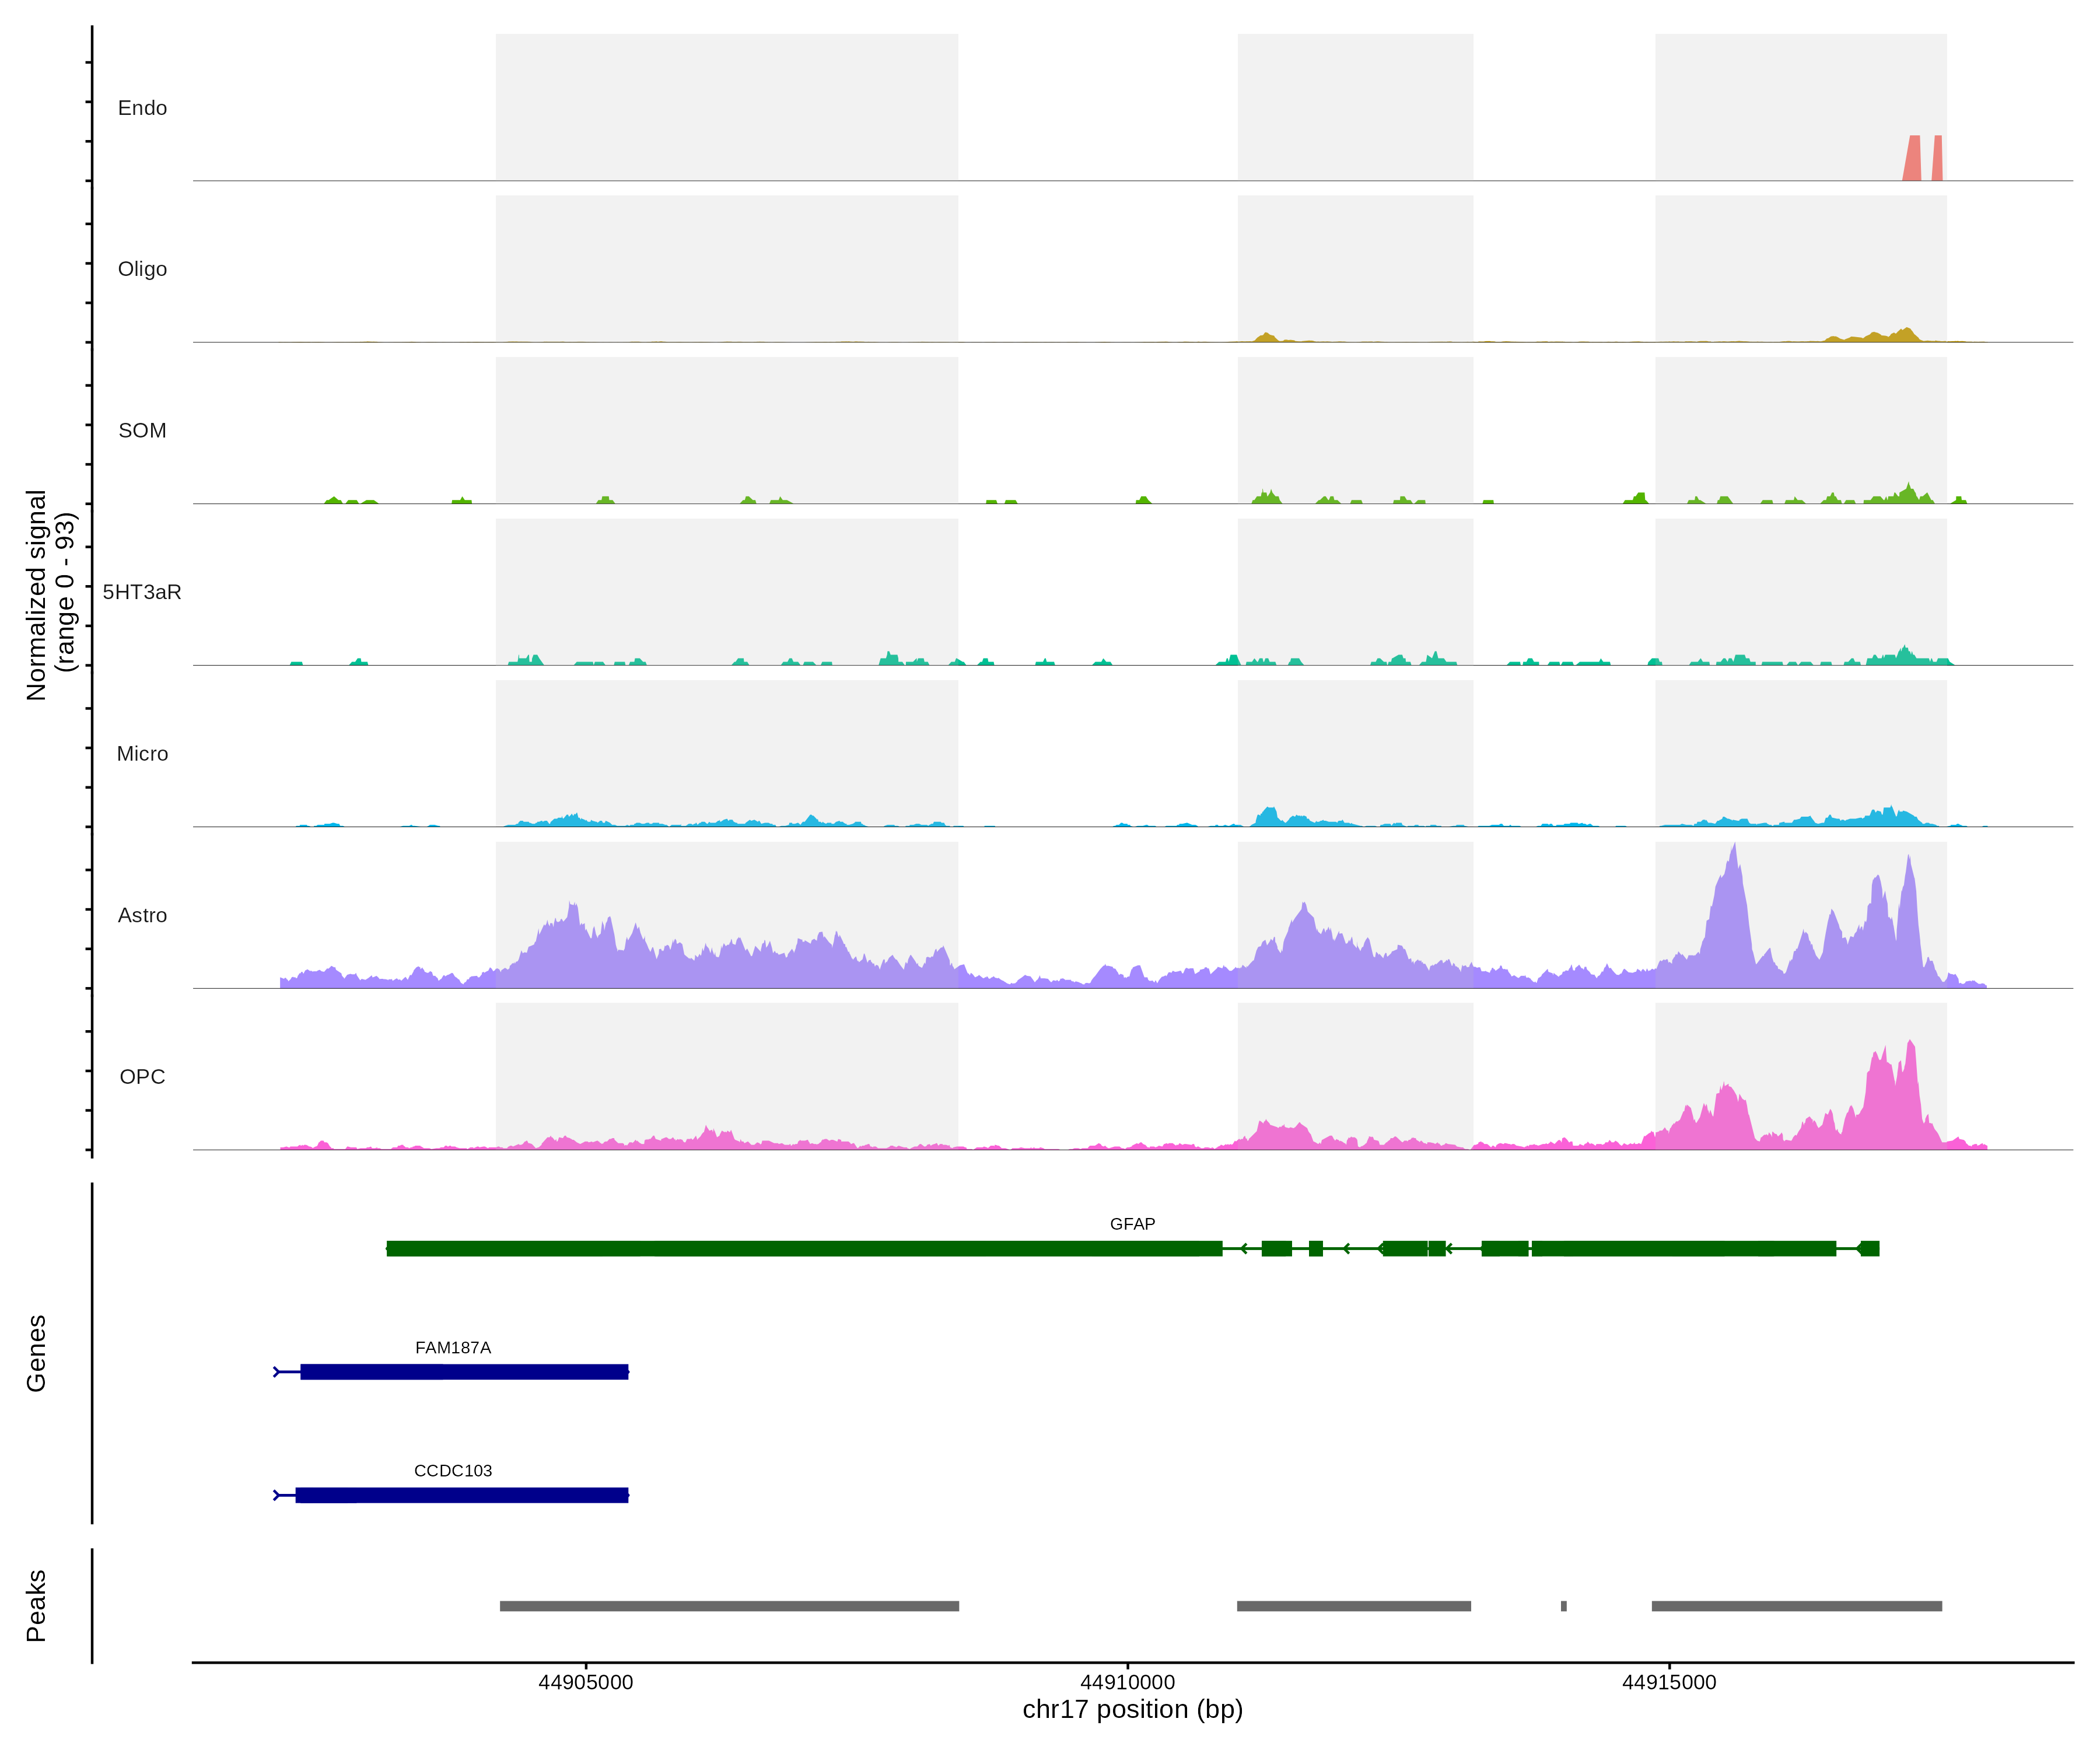 Normalized signal
(range 0 - 93)
Endo
Oligo
SOM
5HT3aR
Micro
Astro
OPC
Genes
GFAP
FAM187A
CCDC103
Peaks
44905000 44910000 44915000
chr17 position (bp)